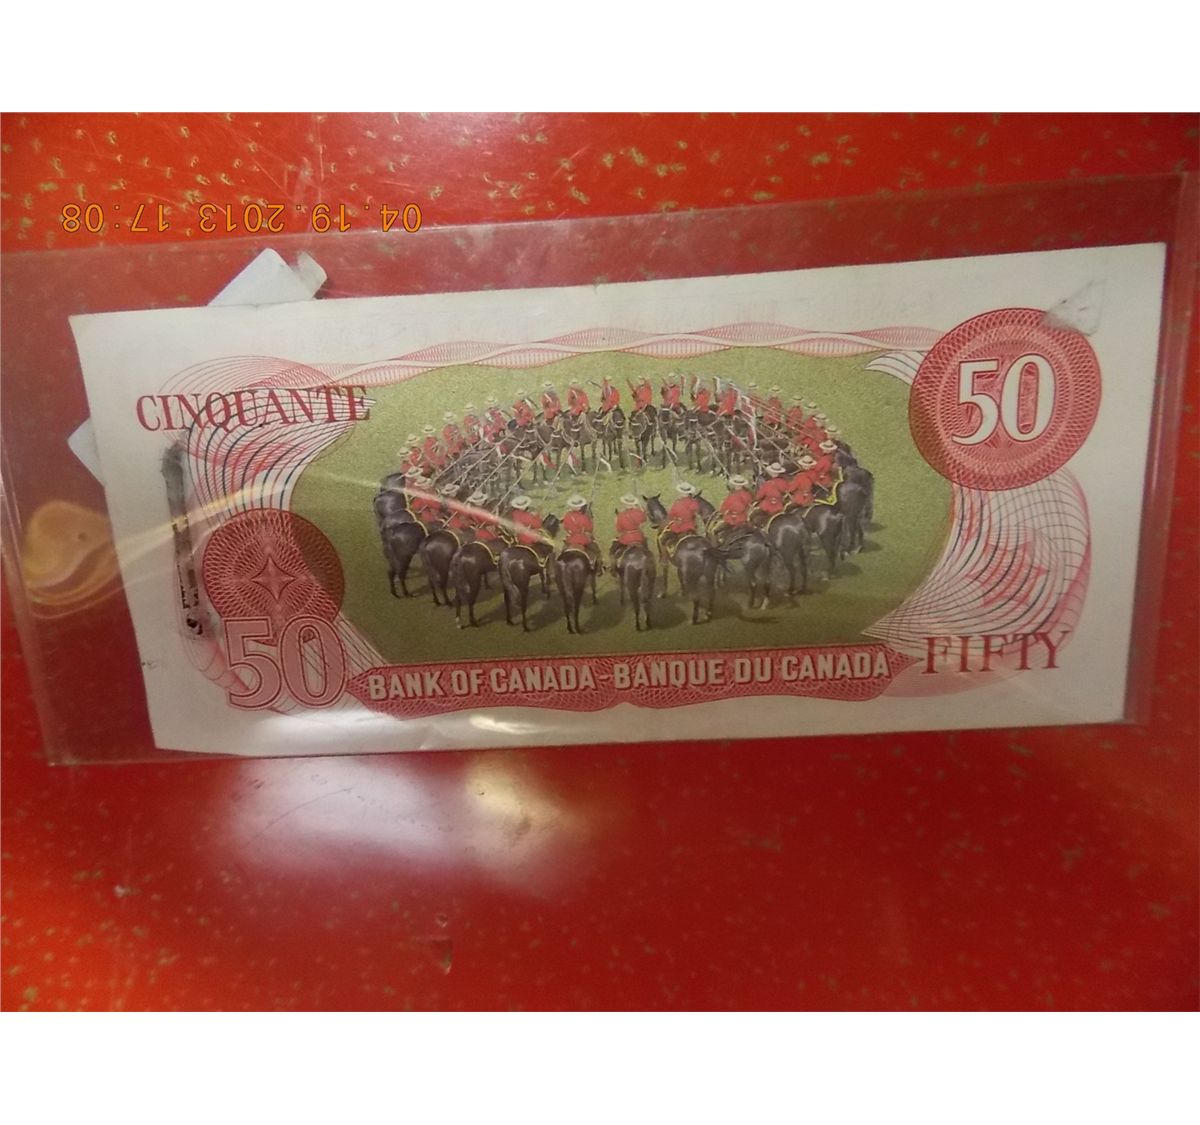 04.19.2013 17:08
CINQUANTE
50
50
BANK OF CANADA - BANQUE DU CANADA
FIFTY